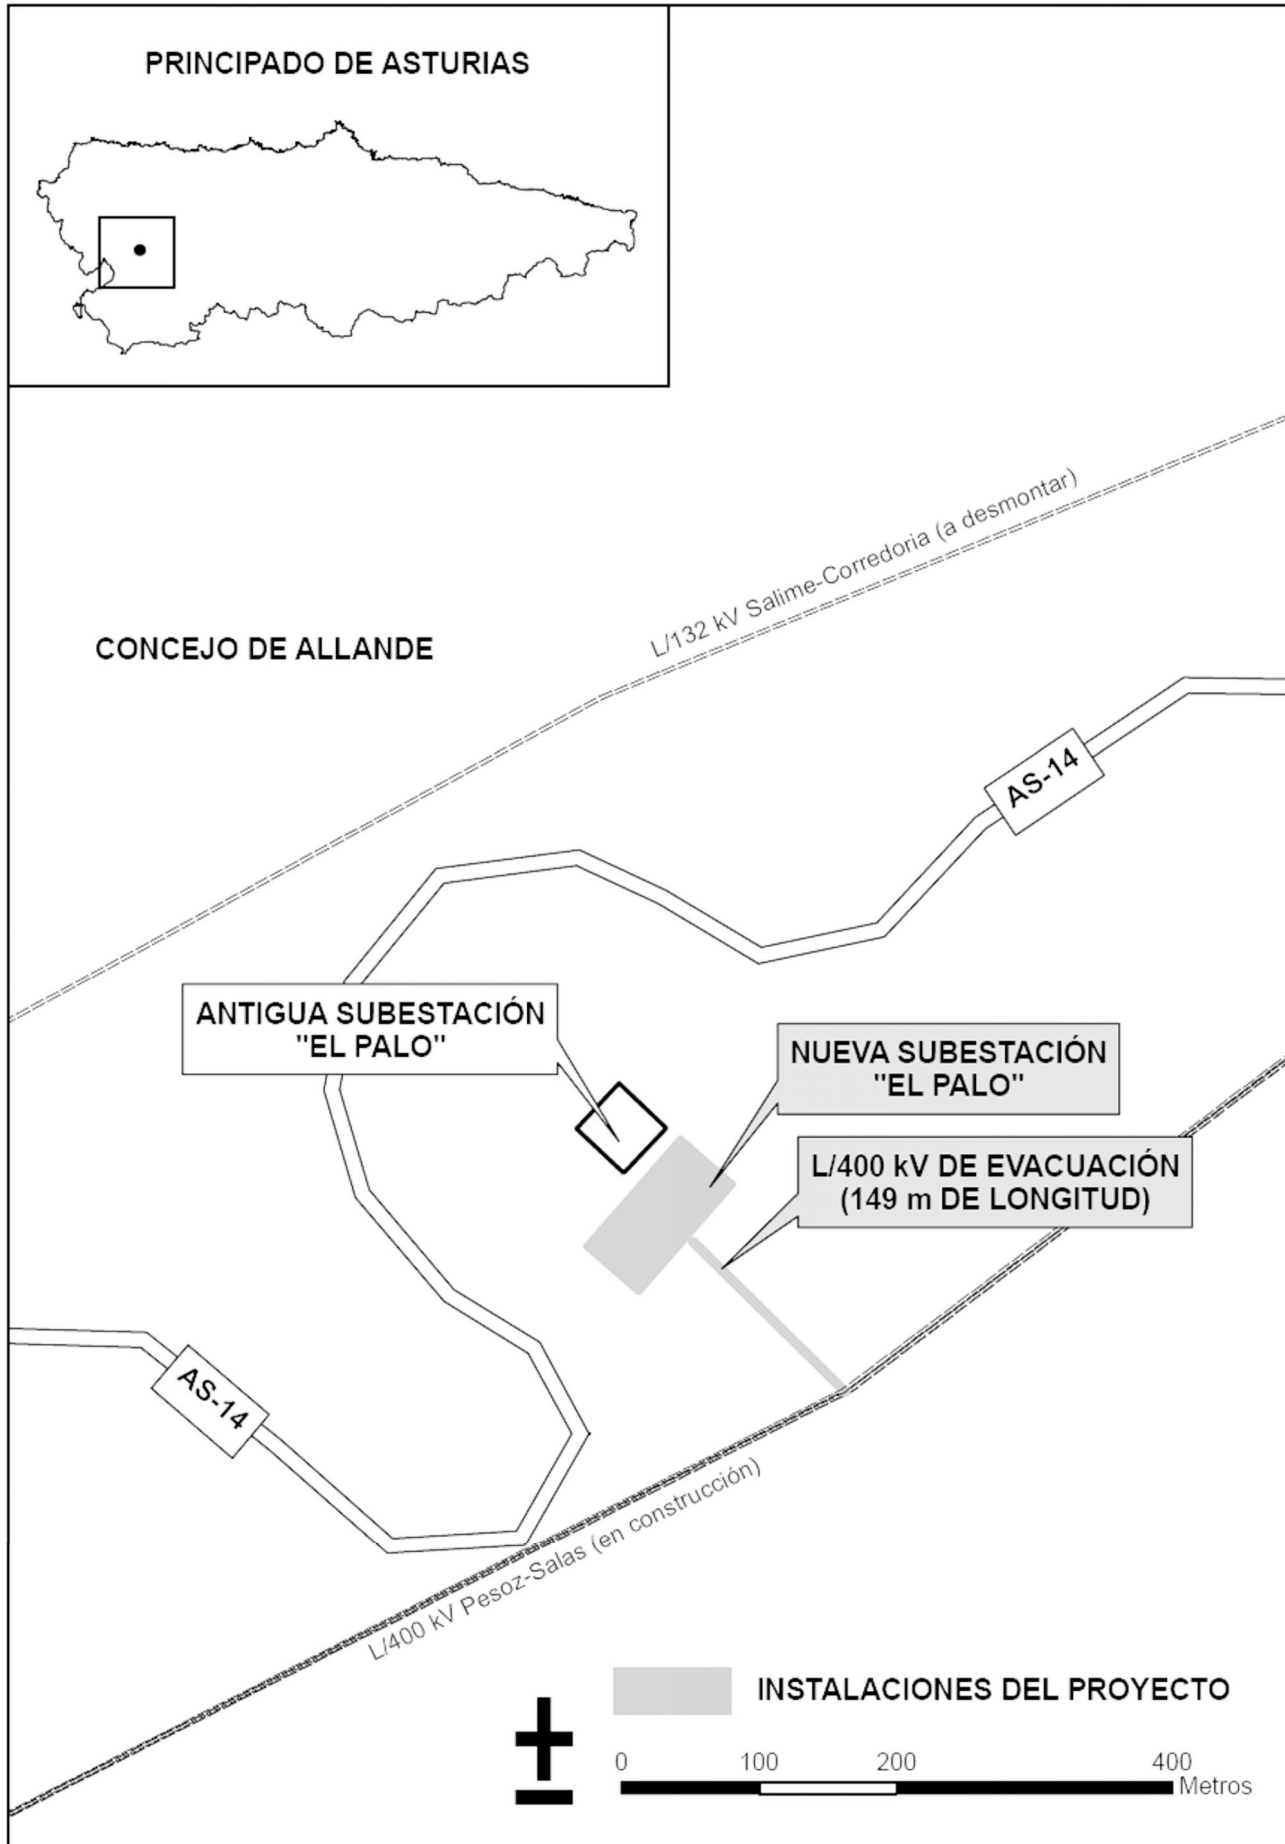 PRINCIPADO DE ASTURIAS
L/132 kV Salime-Corredoria (a desmontar)
CONCEJO DE ALLANDE
AS-14
ANTIGUA SUBESTACIÓN
"EL PALO"
NUEVA SUBESTACIÓN
"EL PALO"
L/400 kV DE EVACUACIÓN
(149 m DE LONGITUD)
AS-14
L/400 kV Pesoz-Salas (en construcción)
INSTALACIONES DEL PROYECTO
0 100 200 400
Metros